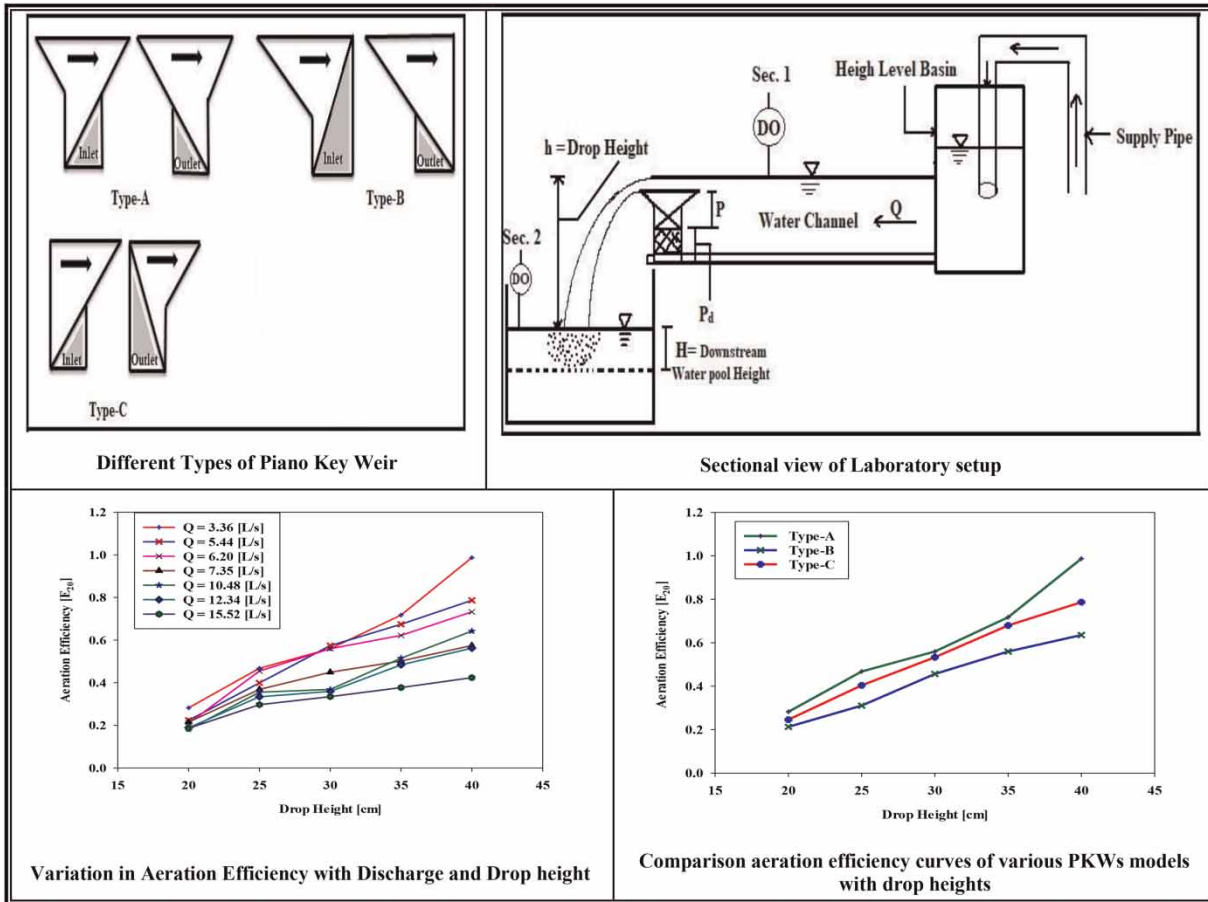 Inlet
Outlet
Type-A
Inlet
Outlet
Type-B
Inlet
Outlet
Type-C
Different Types of Piano Key Weir
Sec. 1
DO
Heigh Level Basin
Supply Pipe
h = Drop Height
P
Water Channel
Q
Sec. 2
DO
Pd
H= Downstream
Water pool Height
Sectional view of Laboratory setup
Aeration Efficiency [E20]
1.2
1.0
0.8
0.6
0.4
0.2
0.0
Q = 3.36 [L/s]
Q = 5.44 [L/s]
Q = 6.20 [L/s]
Q = 7.35 [L/s]
Q = 10.48 [L/s]
Q = 12.34 [L/s]
Q = 15.52 [L/s]
15 20 25 30 35 40 45
Drop Height [cm]
Variation in Aeration Efficiency with Discharge and Drop height
Aeration Efficiency [E20]
1.2
1.0
0.8
0.6
0.4
0.2
0.0
Type-A
Type-B
Type-C
15 20 25 30 35 40 45
Drop Height [cm]
Comparison aeration efficiency curves of various PKWs models
with drop heights